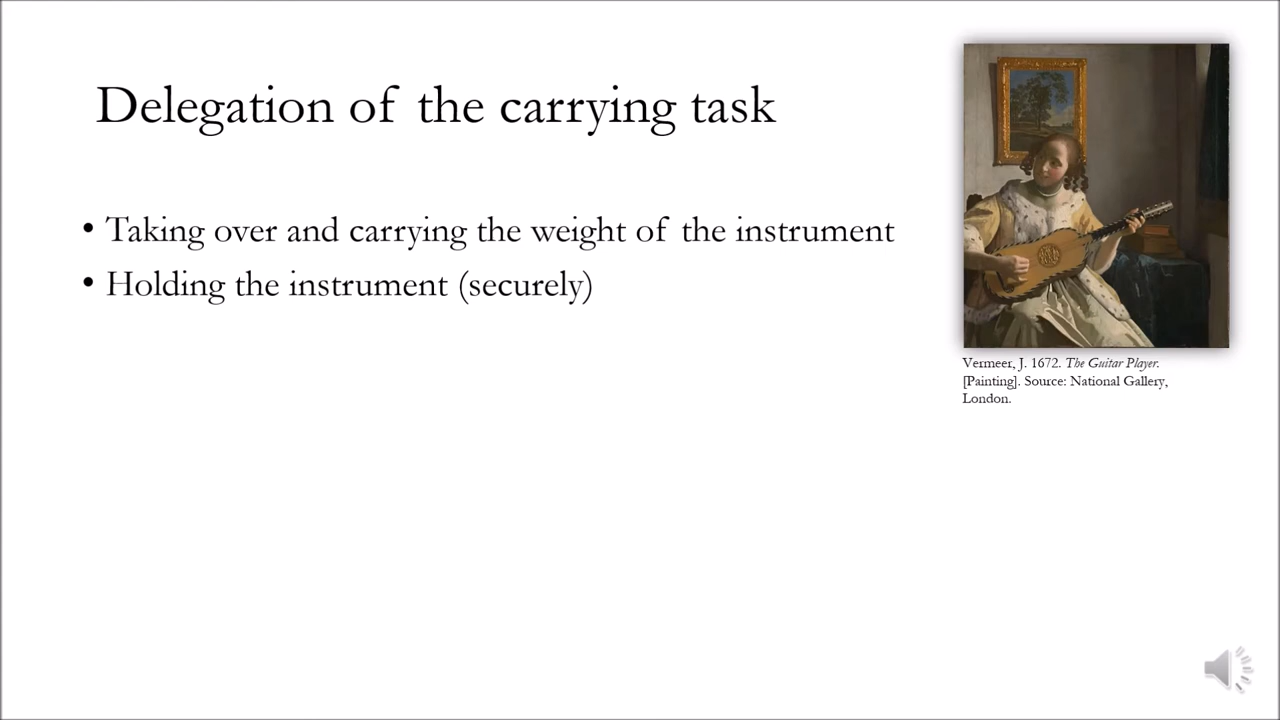 Delegation of the carrying task
• Taking over and carrying the weight of the instrument
• Holding the instrument (securely)
Vermeer, J. 1672. The Guitar Player.
[Painting]. Source: National Gallery,
London.